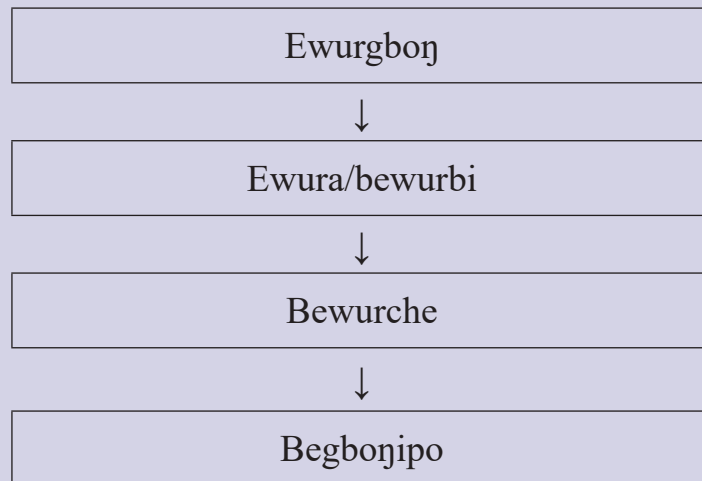 Ewurgboŋ
↓
Ewura/bewurbi
↓
Bewurche
↓
Begboŋipo